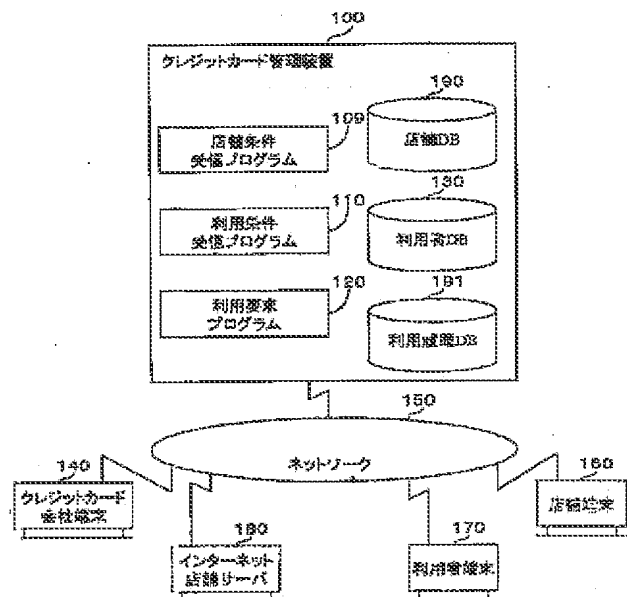 100
クレジットカード管理装置
190
109
店舗条件
受信プログラム
店舗DB
130
110
利用条件
受信プログラム
利用者DB
120
191
利用要求
プログラム
利用履歴DB
150
ネットワーク
140
クレジットカード
会社端末
160
店舗端末
180
インターネット
店舗サーバ
170
利用者端末